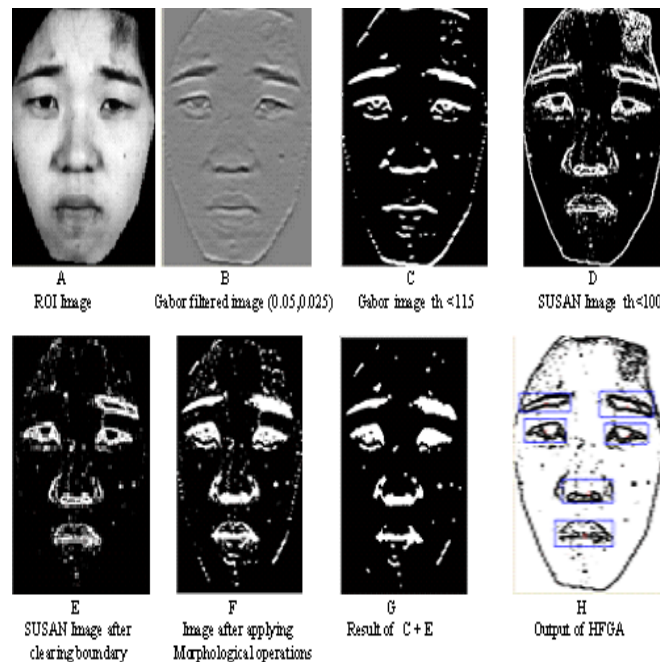 A
ROI Image
B
Gabor filtered image (0.05,0.025)
C
Gabor image th <115
D
SUSAN Image th<100
E
SUSAN Image after
clearing boundary
F
Image after applying
Morphological operations
G
Result of C + E
H
Output of HFGA